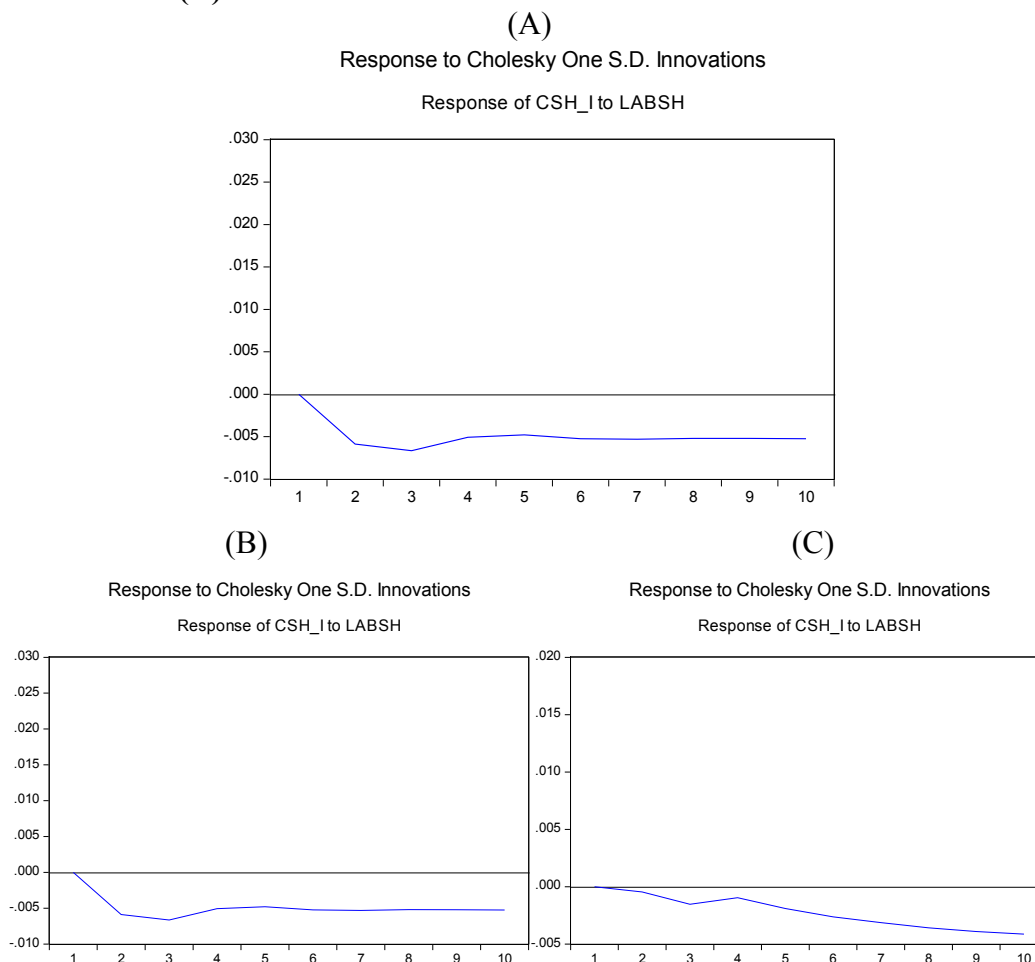 (A)
Response to Cholesky One S.D. Innovations
Response of CSH_I to LABSH
.030
.025
.020
.015
.010
.005
.000
-.005
-.010
1 2 3 4 5 6 7 8 9 10
(B)
Response to Cholesky One S.D. Innovations
Response of CSH_I to LABSH
.030
.025
.020
.015
.010
.005
.000
-.005
-.010
1 2 3 4 5 6 7 8 9 10
(C)
Response to Cholesky One S.D. Innovations
Response of CSH_I to LABSH
.020
.015
.010
.005
.000
-.005
1 2 3 4 5 6 7 8 9 10